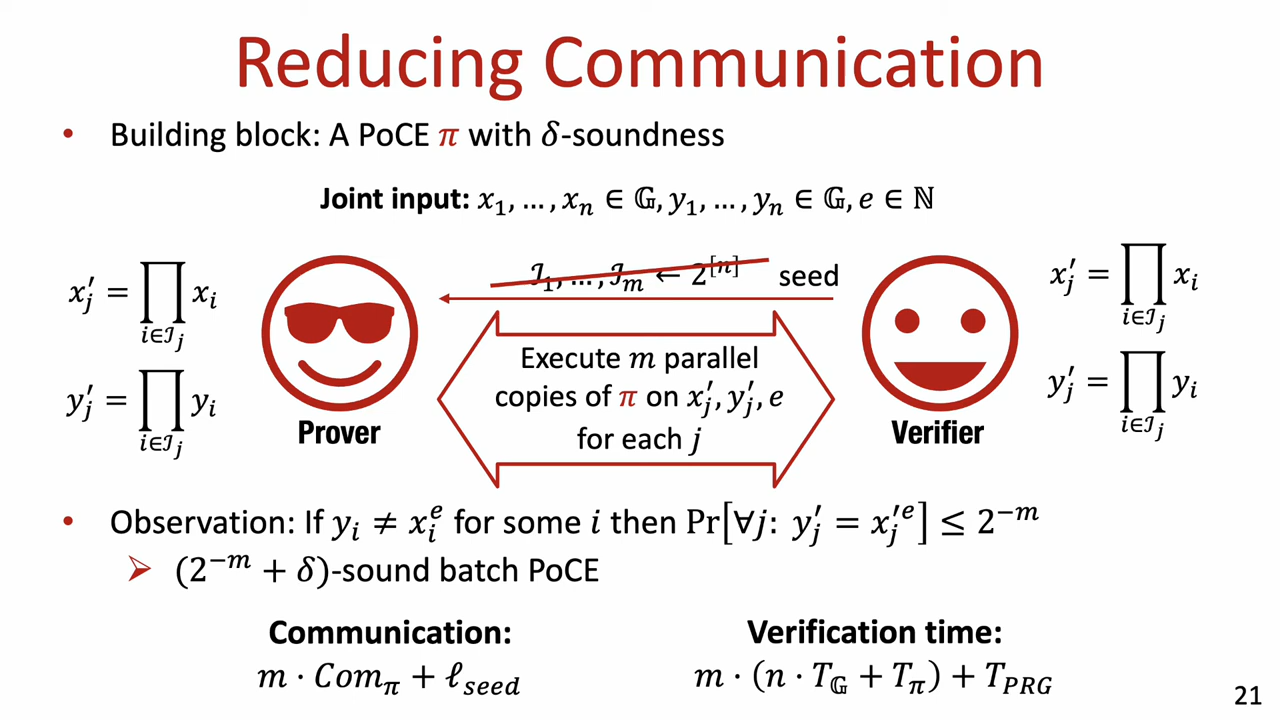 Reducing Communication
• Building block: A PoCE π with δ-soundness
Joint input: x₁, … , xₙ ∈ 𝔾, y₁, … , yₙ ∈ 𝔾, e ∈ ℕ
x′ⱼ = ∏_{i∈ℐⱼ} xᵢ
y′ⱼ = ∏_{i∈ℐⱼ} yᵢ
Prover
ℐ₁, … , ℐₘ ← 2^{[n]} seed
Execute m parallel
copies of π on x′ⱼ, y′ⱼ, e
for each j
Verifier
x′ⱼ = ∏_{i∈ℐⱼ} xᵢ
y′ⱼ = ∏_{i∈ℐⱼ} yᵢ
• Observation: If yᵢ ≠ xᵢᵉ for some i then Pr[∀j: y′ⱼ = x′ⱼᵉ] ≤ 2⁻ᵐ
➢ (2⁻ᵐ + δ)-sound batch PoCE
Communication:
m · Com_π + ℓ_seed
Verification time:
m · (n · T_𝔾 + T_π) + T_PRG
21